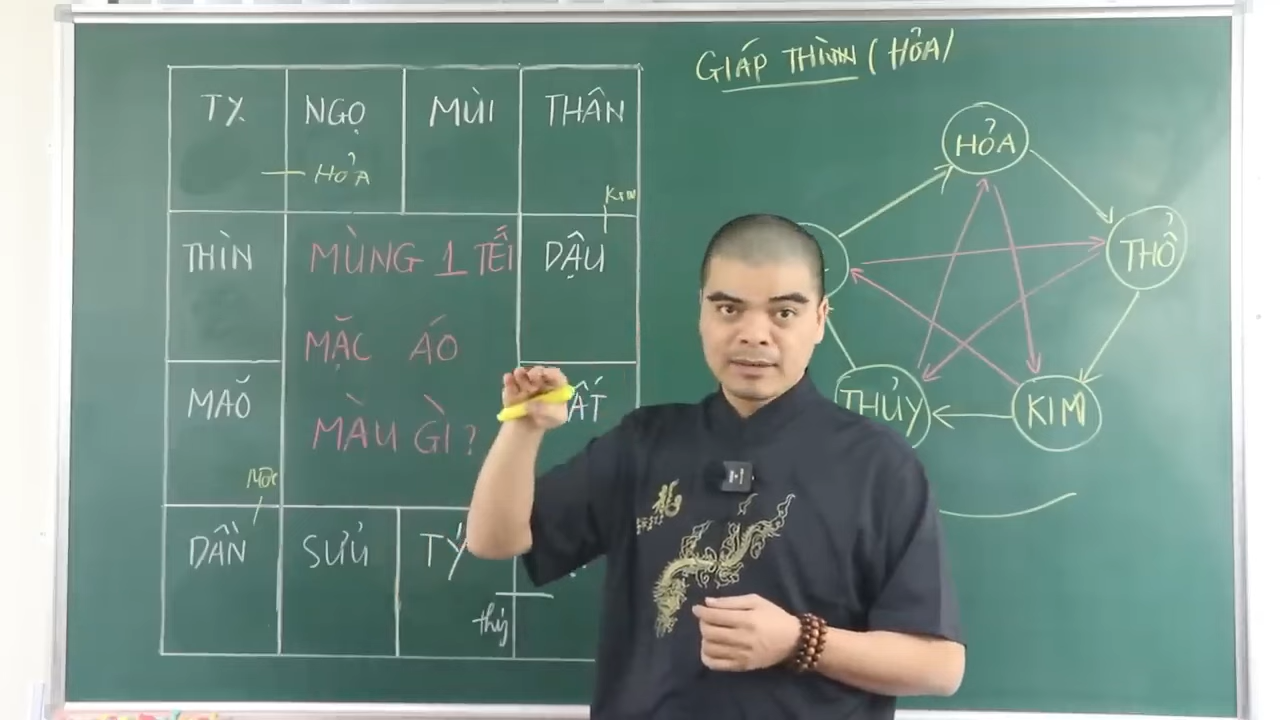 GIÁP THÌN (HỎA)
TỴ NGỌ MÙI THÂN
HỎA
Kim
THÌN MÙNG 1 TẾT DẬU
MẶC ÁO
MÃO MÀU GÌ?
Mộc
DẦN SỬU TÝ
thủy
HỎA
THỔ
THỦY KIM